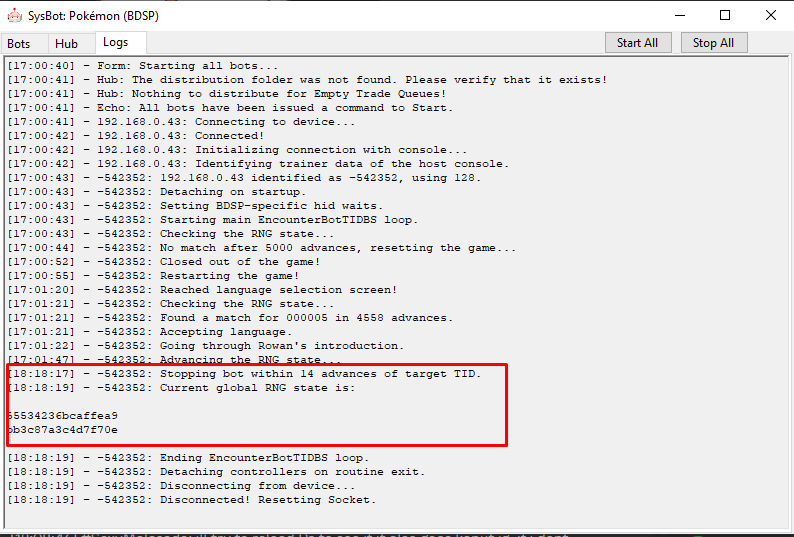 SysBot: Pokémon (BDSP)
Bots Hub Logs Start All Stop All
[17:00:40] - Form: Starting all bots...
[17:00:41] - Hub: The distribution folder was not found. Please verify that it exists!
[17:00:41] - Hub: Nothing to distribute for Empty Trade Queues!
[17:00:41] - Echo: All bots have been issued a command to Start.
[17:00:41] - 192.168.0.43: Connecting to device...
[17:00:42] - 192.168.0.43: Connected!
[17:00:42] - 192.168.0.43: Initializing connection with console...
[17:00:42] - 192.168.0.43: Identifying trainer data of the host console.
[17:00:43] - -542352: 192.168.0.43 identified as -542352, using 128.
[17:00:43] - -542352: Detaching on startup.
[17:00:43] - -542352: Setting BDSP-specific hid waits.
[17:00:43] - -542352: Starting main EncounterBotTIDBS loop.
[17:00:43] - -542352: Checking the RNG state...
[17:00:44] - -542352: No match after 5000 advances, resetting the game...
[17:00:52] - -542352: Closed out of the game!
[17:00:55] - -542352: Restarting the game!
[17:01:20] - -542352: Reached language selection screen!
[17:01:21] - -542352: Checking the RNG state...
[17:01:21] - -542352: Found a match for 000005 in 4558 advances.
[17:01:21] - -542352: Accepting language.
[17:01:22] - -542352: Going through Rowan's introduction.
[17:01:47] - -542352: Advancing the RNG state...
[18:18:17] - -542352: Stopping bot within 14 advances of target TID.
[18:18:19] - -542352: Current global RNG state is:
[18:18:19] - -542352: Ending EncounterBotTIDBS loop.
[18:18:19] - -542352: Detaching controllers on routine exit.
[18:18:19] - -542352: Disconnecting from device...
[18:18:19] - -542352: Disconnected! Resetting Socket.